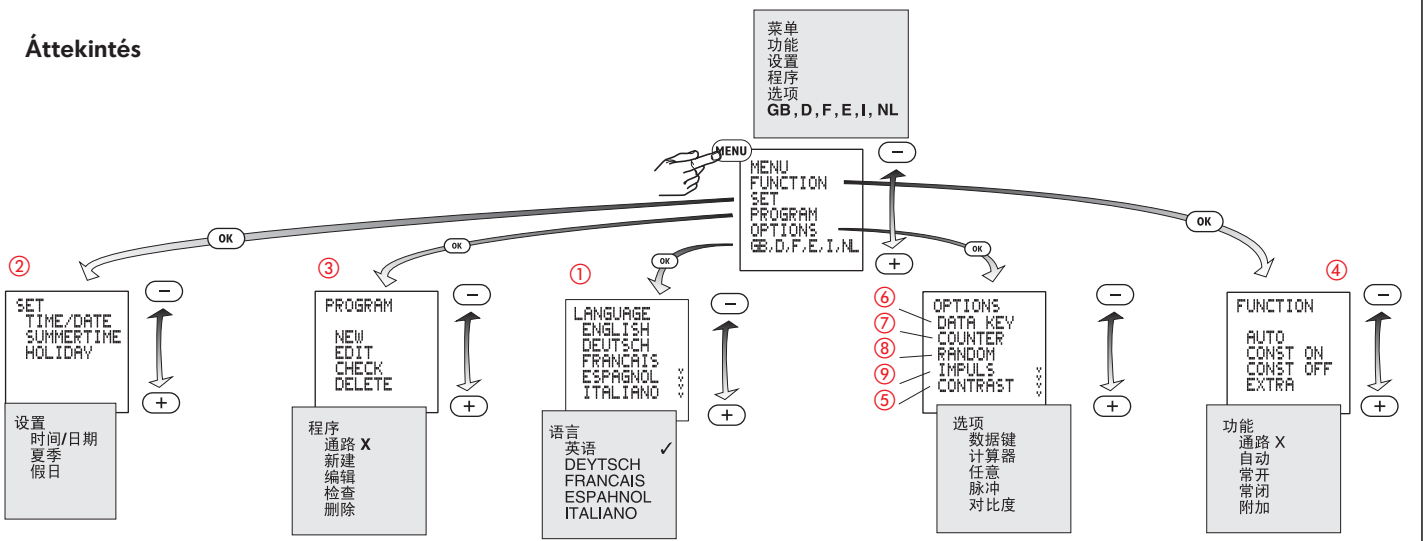 Áttekintés
菜单
功能
设置
程序
选项
GB, D, F, E, I, NL
MENU
−
MENU
FUNCTION
SET
PROGRAM
OPTIONS
GB,D,F,E,I,NL
+
OK
OK
OK
OK
OK
②
SET
TIME/DATE
SUMMERTIME
HOLIDAY
−
+
设置
时间/日期
夏季
假日
③
PROGRAM
NEW
EDIT
CHECK
DELETE
−
+
程序
通路 X
新建
编辑
检查
删除
①
LANGUAGE
ENGLISH
DEUTSCH
FRANCAIS
ESPAGNOL
ITALIANO
−
+
语言
英语 ✓
DEYTSCH
FRANCAIS
ESPAHNOL
ITALIANO
OPTIONS
⑥ DATA KEY
⑦ COUNTER
⑧ RANDOM
⑨ IMPULS
⑤ CONTRAST
−
+
选项
数据键
计算器
任意
脉冲
对比度
④
FUNCTION
AUTO
CONST ON
CONST OFF
EXTRA
−
+
功能
通路 X
自动
常开
常闭
附加